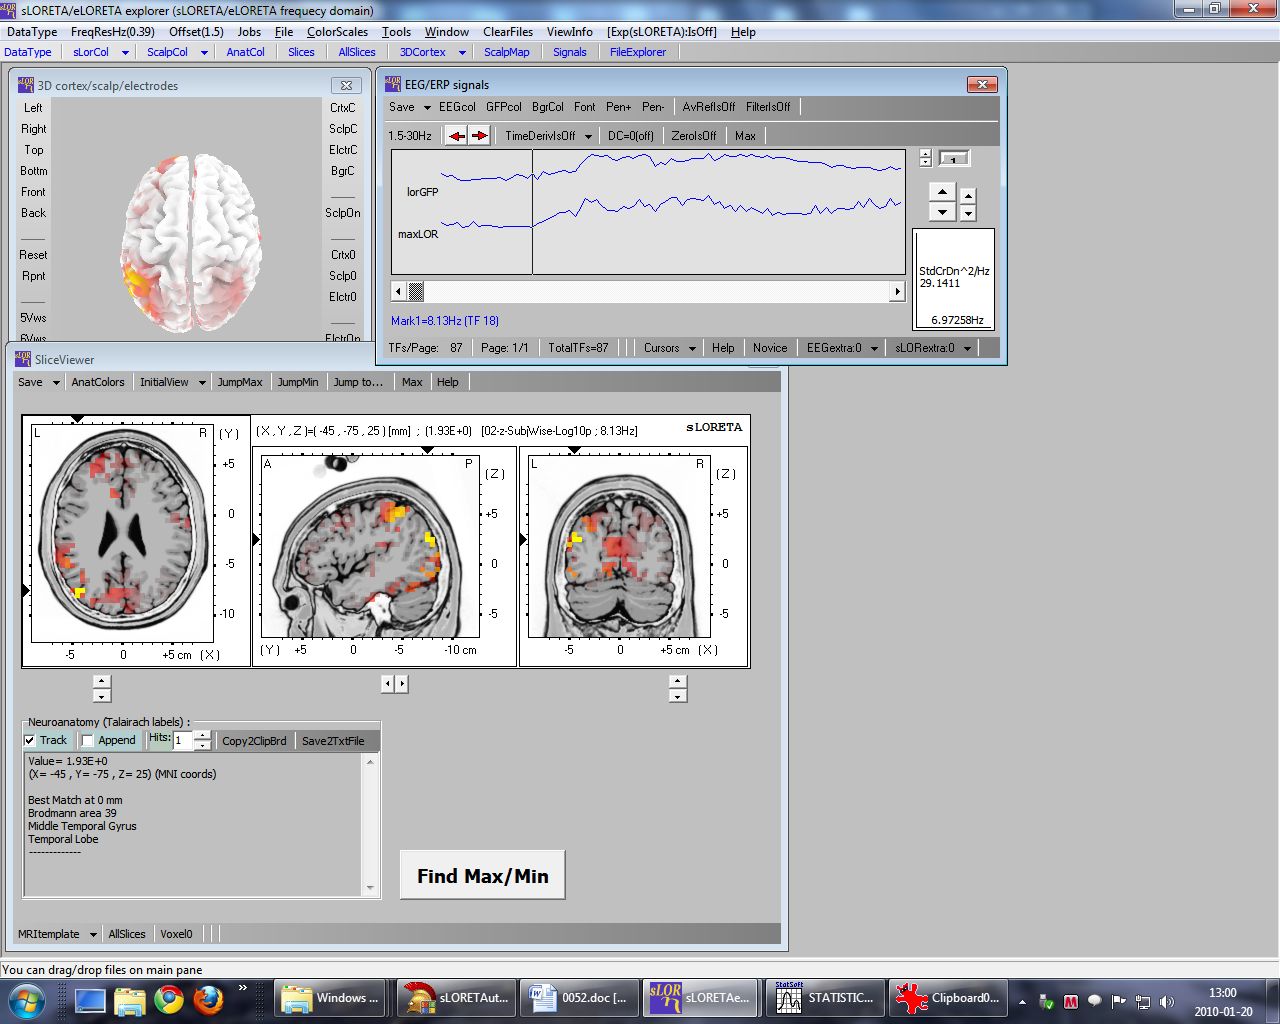 sLORETA/eLORETA explorer (sLORETA/eLORETA frequecy domain)
DataType FreqResHz(0.39) Offset(1.5) Jobs File ColorScales Tools Window ClearFiles ViewInfo [Exp(sLORETA):IsOff] Help
DataType sLorCol ScalpCol AnatCol Slices AllSlices 3DCortex ScalpMap Signals FileExplorer
3D cortex/scalp/electrodes
Left CrtxC
Right SclpC
Top ElctrC
Bottm BgrC
Front
Back SclpOn
Reset Crtx0
Rpnt Sclp0
Elctr0
5Vws
6Vws ElctrOn
EEG/ERP signals
Save EEGcol GFPcol BgrCol Font Pen+ Pen- AvRefIsOff FilterIsOff
1.5-30Hz TimeDerivIsOff DC=0(off) ZeroIsOff Max
1
lorGFP
maxLOR
StdCrDn^2/Hz
29.1411
6.97258Hz
Mark1=8.13Hz (TF 18)
TFs/Page: 87 Page: 1/1 TotalTFs=87 Cursors Help Novice EEGextra:0 sLORextra:0
SliceViewer
Save AnatColors InitialView JumpMax JumpMin Jump to... Max Help
L R (Y)
+5
0
-5
-10
-5 0 +5 cm (X)
(X, Y, Z)=( -45 , -75 , 25 ) [mm] ; (1.93E+0) [02-z-SubjWise-Log10p ; 8.13Hz]
sLORETA
A P (Z)
+5
0
-5
(Y) +5 0 -5 -10 cm
L R (Z)
+5
0
-5
-5 0 +5 cm (X)
Neuroanatomy (Talairach labels) :
Track Append Hits: 1 Copy2ClipBrd Save2TxtFile
Value= 1.93E+0
(X= -45 , Y= -75 , Z= 25) (MNI coords)
Best Match at 0 mm
Brodmann area 39
Middle Temporal Gyrus
Temporal Lobe
-------------
Find Max/Min
MRItemplate AllSlices Voxel0
You can drag/drop files on main pane
Windows ... sLORETAut... 0052.doc [... sLORETAe... STATISTIC... Clipboard0...
13:00
2010-01-20